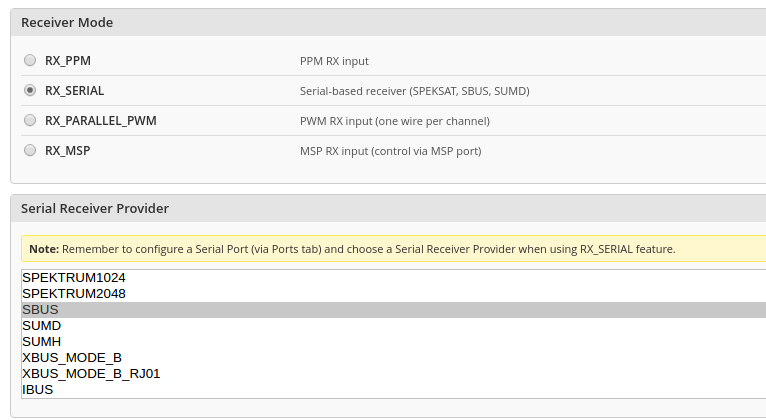 Receiver Mode
RX_PPM PPM RX input
RX_SERIAL Serial-based receiver (SPEKSAT, SBUS, SUMD)
RX_PARALLEL_PWM PWM RX input (one wire per channel)
RX_MSP MSP RX input (control via MSP port)
Serial Receiver Provider
Note: Remember to configure a Serial Port (via Ports tab) and choose a Serial Receiver Provider when using RX_SERIAL feature.
SPEKTRUM1024
SPEKTRUM2048
SBUS
SUMD
SUMH
XBUS_MODE_B
XBUS_MODE_B_RJ01
IBUS